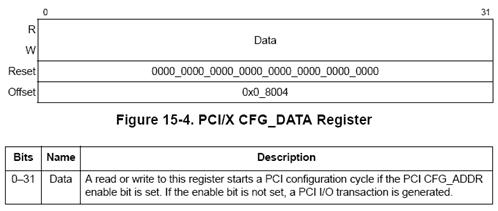 0 31
R
W
Data
Reset 0000_0000_0000_0000_0000_0000_0000_0000
Offset 0x0_8004
Figure 15-4. PCI/X CFG_DATA Register
Bits Name Description
0–31 Data A read or write to this register starts a PCI configuration cycle if the PCI CFG_ADDR
enable bit is set. If the enable bit is not set, a PCI I/O transaction is generated.